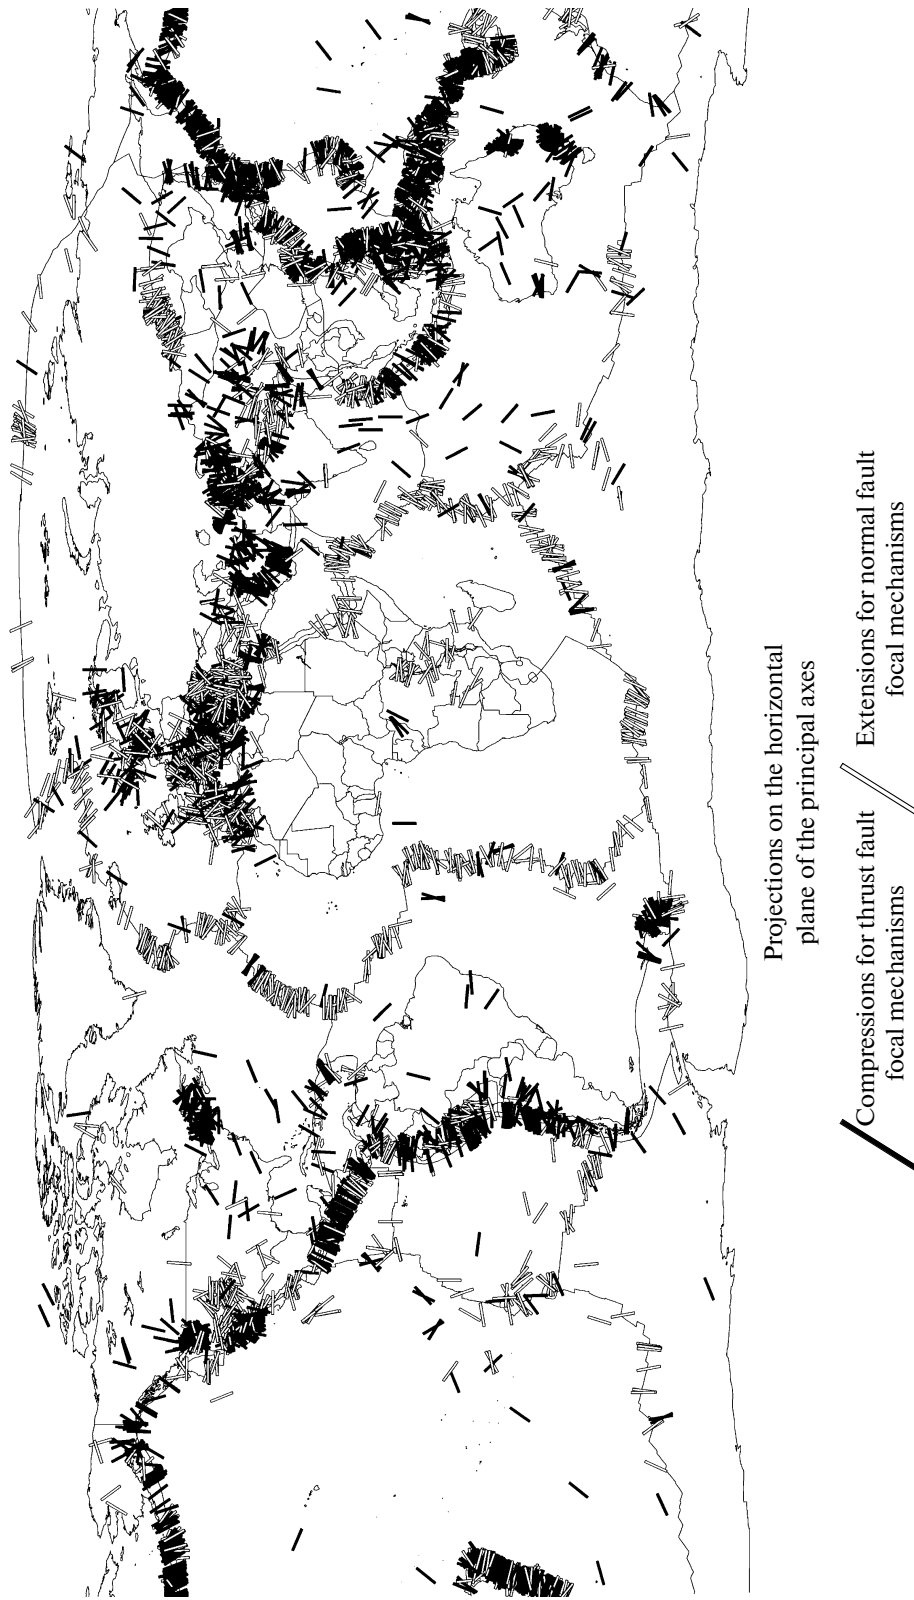 Projections on the horizontal
plane of the principal axes
Compressions for thrust fault
focal mechanisms
Extensions for normal fault
focal mechanisms